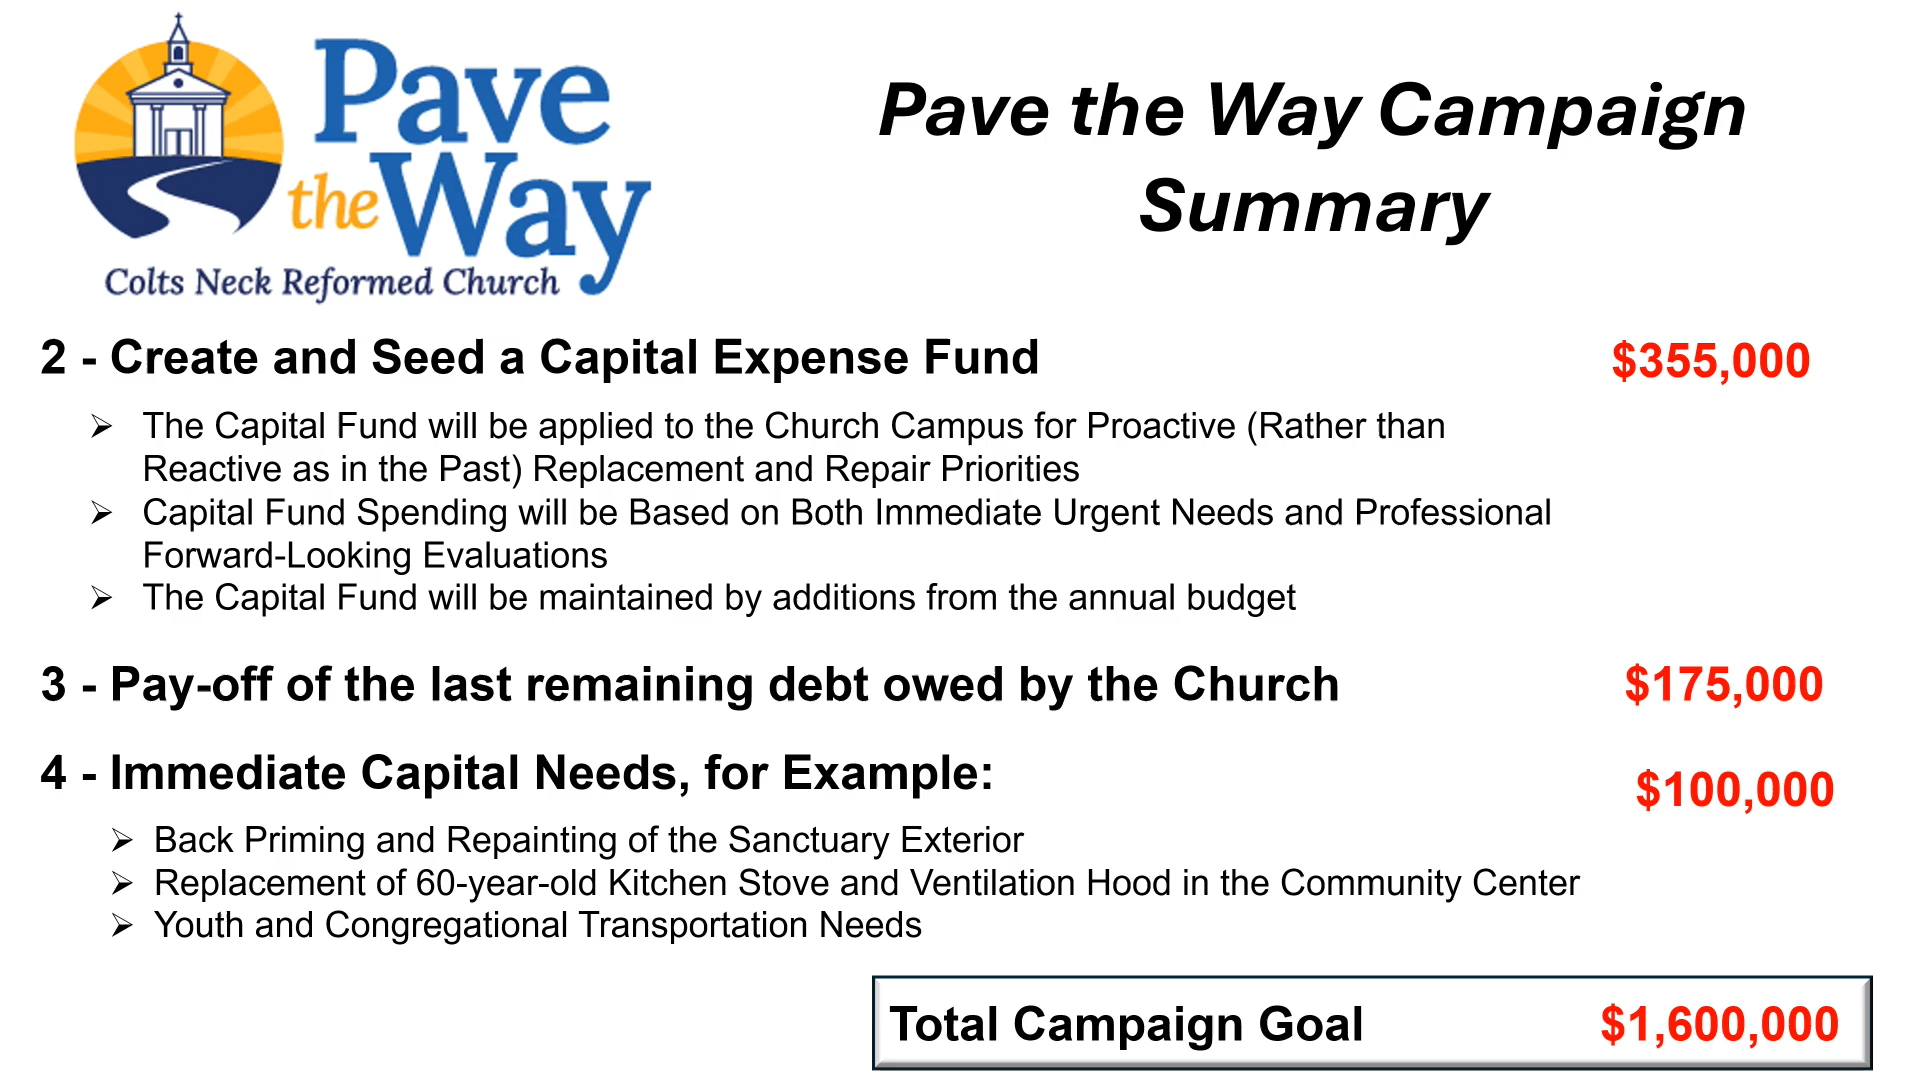 Pave
the Way
Colts Neck Reformed Church
Pave the Way Campaign
Summary
2 - Create and Seed a Capital Expense Fund $355,000
➢ The Capital Fund will be applied to the Church Campus for Proactive (Rather than
Reactive as in the Past) Replacement and Repair Priorities
➢ Capital Fund Spending will be Based on Both Immediate Urgent Needs and Professional
Forward-Looking Evaluations
➢ The Capital Fund will be maintained by additions from the annual budget
3 - Pay-off of the last remaining debt owed by the Church $175,000
4 - Immediate Capital Needs, for Example: $100,000
➢ Back Priming and Repainting of the Sanctuary Exterior
➢ Replacement of 60-year-old Kitchen Stove and Ventilation Hood in the Community Center
➢ Youth and Congregational Transportation Needs
Total Campaign Goal $1,600,000